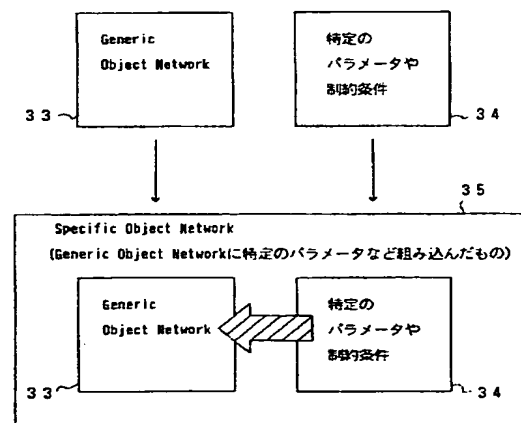 Generic
Object Network
33
特定の
パラメータや
制約条件
34
35
Specific Object Network
(Generic Object Networkに特定のパラメータなど組み込んだもの)
Generic
Object Network
33
特定の
パラメータや
制約条件
34